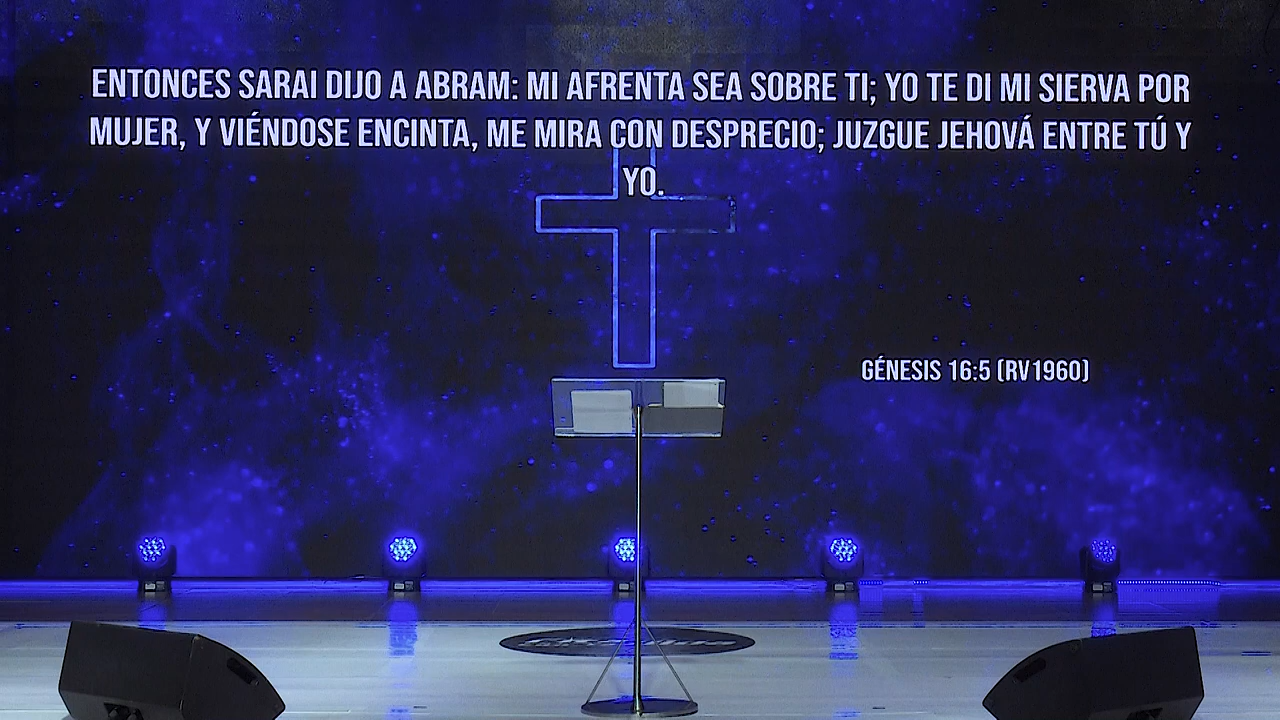 ENTONCES SARAI DIJO A ABRAM: MI AFRENTA SEA SOBRE TI; YO TE DI MI SIERVA POR
MUJER, Y VIÉNDOSE ENCINTA, ME MIRA CON DESPRECIO; JUZGUE JEHOVÁ ENTRE TÚ Y
YO.
GÉNESIS 16:5 (RV1960)